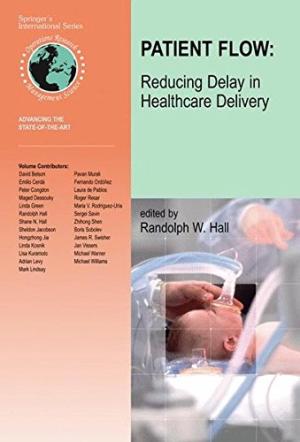 Springer's
International Series
Operations Research
Management Science
ADVANCING THE
STATE-OF-THE-ART
Volume Contributors:
David Belson
Emilio Cerdá
Peter Congdon
Maged Dessouky
Linda Green
Randolph Hall
Shane N. Hall
Sheldon Jacobson
Hongzhong Jia
Linda Kosnik
Lisa Kuramoto
Adrian Levy
Mark Lindsay
Pavan Murali
Fernando Ordóñez
Laura de Pablos
Roger Resar
Maria V. Rodriguez-Uria
Sergei Savin
Zhihong Shen
Boris Sobolev
James R. Swisher
Jan Vissers
Michael Warner
Michael Williams
PATIENT FLOW:
Reducing Delay in
Healthcare Delivery
edited by
Randolph W. Hall